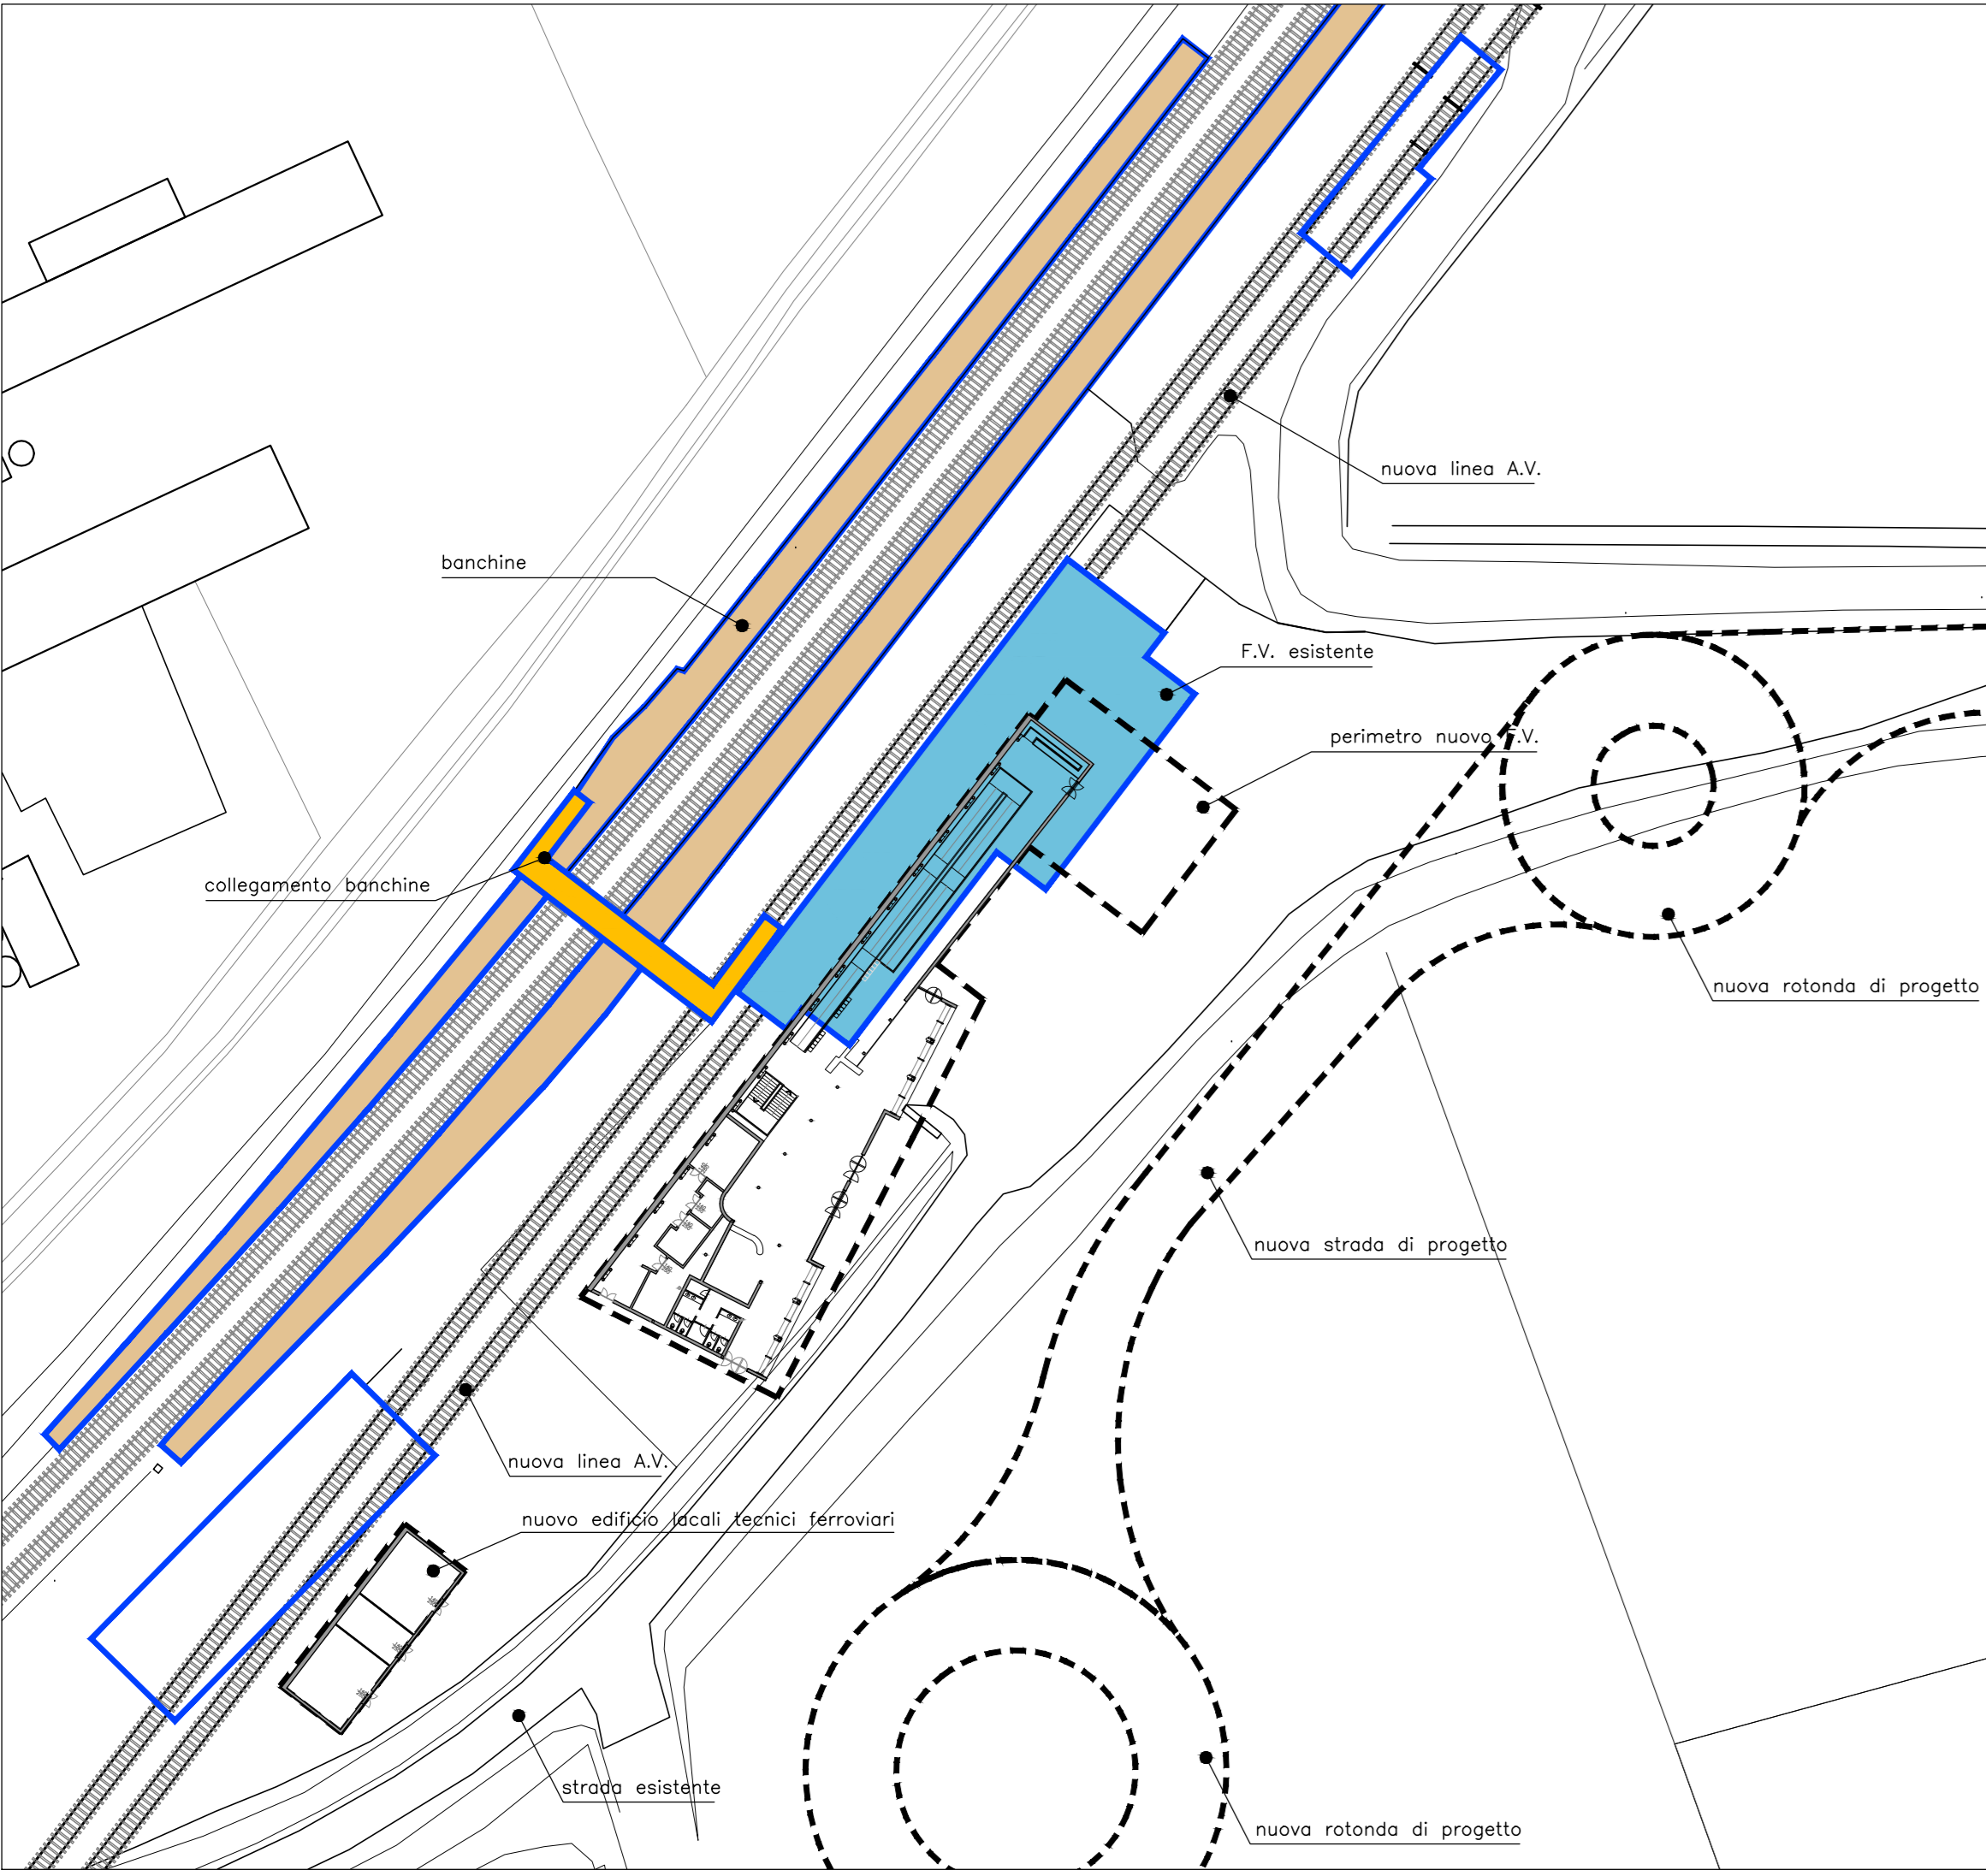 nuova linea A.V.
banchine
F.V. esistente
perimetro nuovo F.V.
collegamento banchine
nuova rotonda di progetto
nuova strada di progetto
nuova linea A.V.
nuovo edificio lacali tecnici ferroviari
strada esistente
nuova rotonda di progetto